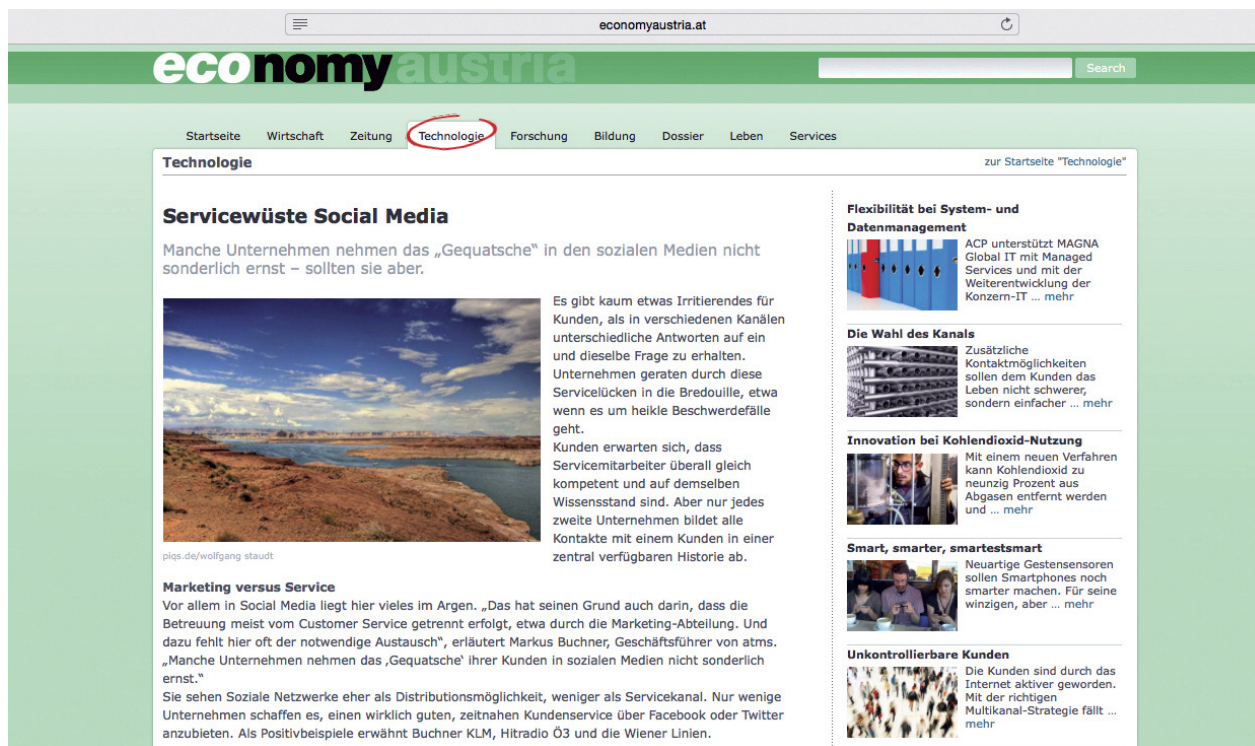 economyaustria.at
economyaustria
Search
Startseite Wirtschaft Zeitung Technologie Forschung Bildung Dossier Leben Services
Technologie
zur Startseite "Technologie"
Servicewüste Social Media
Manche Unternehmen nehmen das „Gequatsche“ in den sozialen Medien nicht
sonderlich ernst – sollten sie aber.
Es gibt kaum etwas Irritierendes für
Kunden, als in verschiedenen Kanälen
unterschiedliche Antworten auf ein
und dieselbe Frage zu erhalten.
Unternehmen geraten durch diese
Servicelücken in die Bredouille, etwa
wenn es um heikle Beschwerdefälle
geht.
Kunden erwarten sich, dass
Servicemitarbeiter überall gleich
kompetent und auf demselben
Wissensstand sind. Aber nur jedes
zweite Unternehmen bildet alle
Kontakte mit einem Kunden in einer
zentral verfügbaren Historie ab.
piqs.de/wolfgang staudt
Marketing versus Service
Vor allem in Social Media liegt hier vieles im Argen. „Das hat seinen Grund auch darin, dass die
Betreuung meist vom Customer Service getrennt erfolgt, etwa durch die Marketing-Abteilung. Und
dazu fehlt hier oft der notwendige Austausch“, erläutert Markus Buchner, Geschäftsführer von atms.
„Manche Unternehmen nehmen das ‚Gequatsche‘ ihrer Kunden in sozialen Medien nicht sonderlich
ernst.“
Sie sehen Soziale Netzwerke eher als Distributionsmöglichkeit, weniger als Servicekanal. Nur wenige
Unternehmen schaffen es, einen wirklich guten, zeitnahen Kundenservice über Facebook oder Twitter
anzubieten. Als Positivbeispiele erwähnt Buchner KLM, Hitradio Ö3 und die Wiener Linien.
Flexibilität bei System- und
Datenmanagement
ACP unterstützt MAGNA
Global IT mit Managed
Services und mit der
Weiterentwicklung der
Konzern-IT ... mehr
Die Wahl des Kanals
Zusätzliche
Kontaktmöglichkeiten
sollen dem Kunden das
Leben nicht schwerer,
sondern einfacher ... mehr
Innovation bei Kohlendioxid-Nutzung
Mit einem neuen Verfahren
kann Kohlendioxid zu
neunzig Prozent aus
Abgasen entfernt werden
und ... mehr
Smart, smarter, smartestsmart
Neuartige Gestensensoren
sollen Smartphones noch
smarter machen. Für seine
winzigen, aber ... mehr
Unkontrollierbare Kunden
Die Kunden sind durch das
Internet aktiver geworden.
Mit der richtigen
Multikanal-Strategie fällt ...
mehr